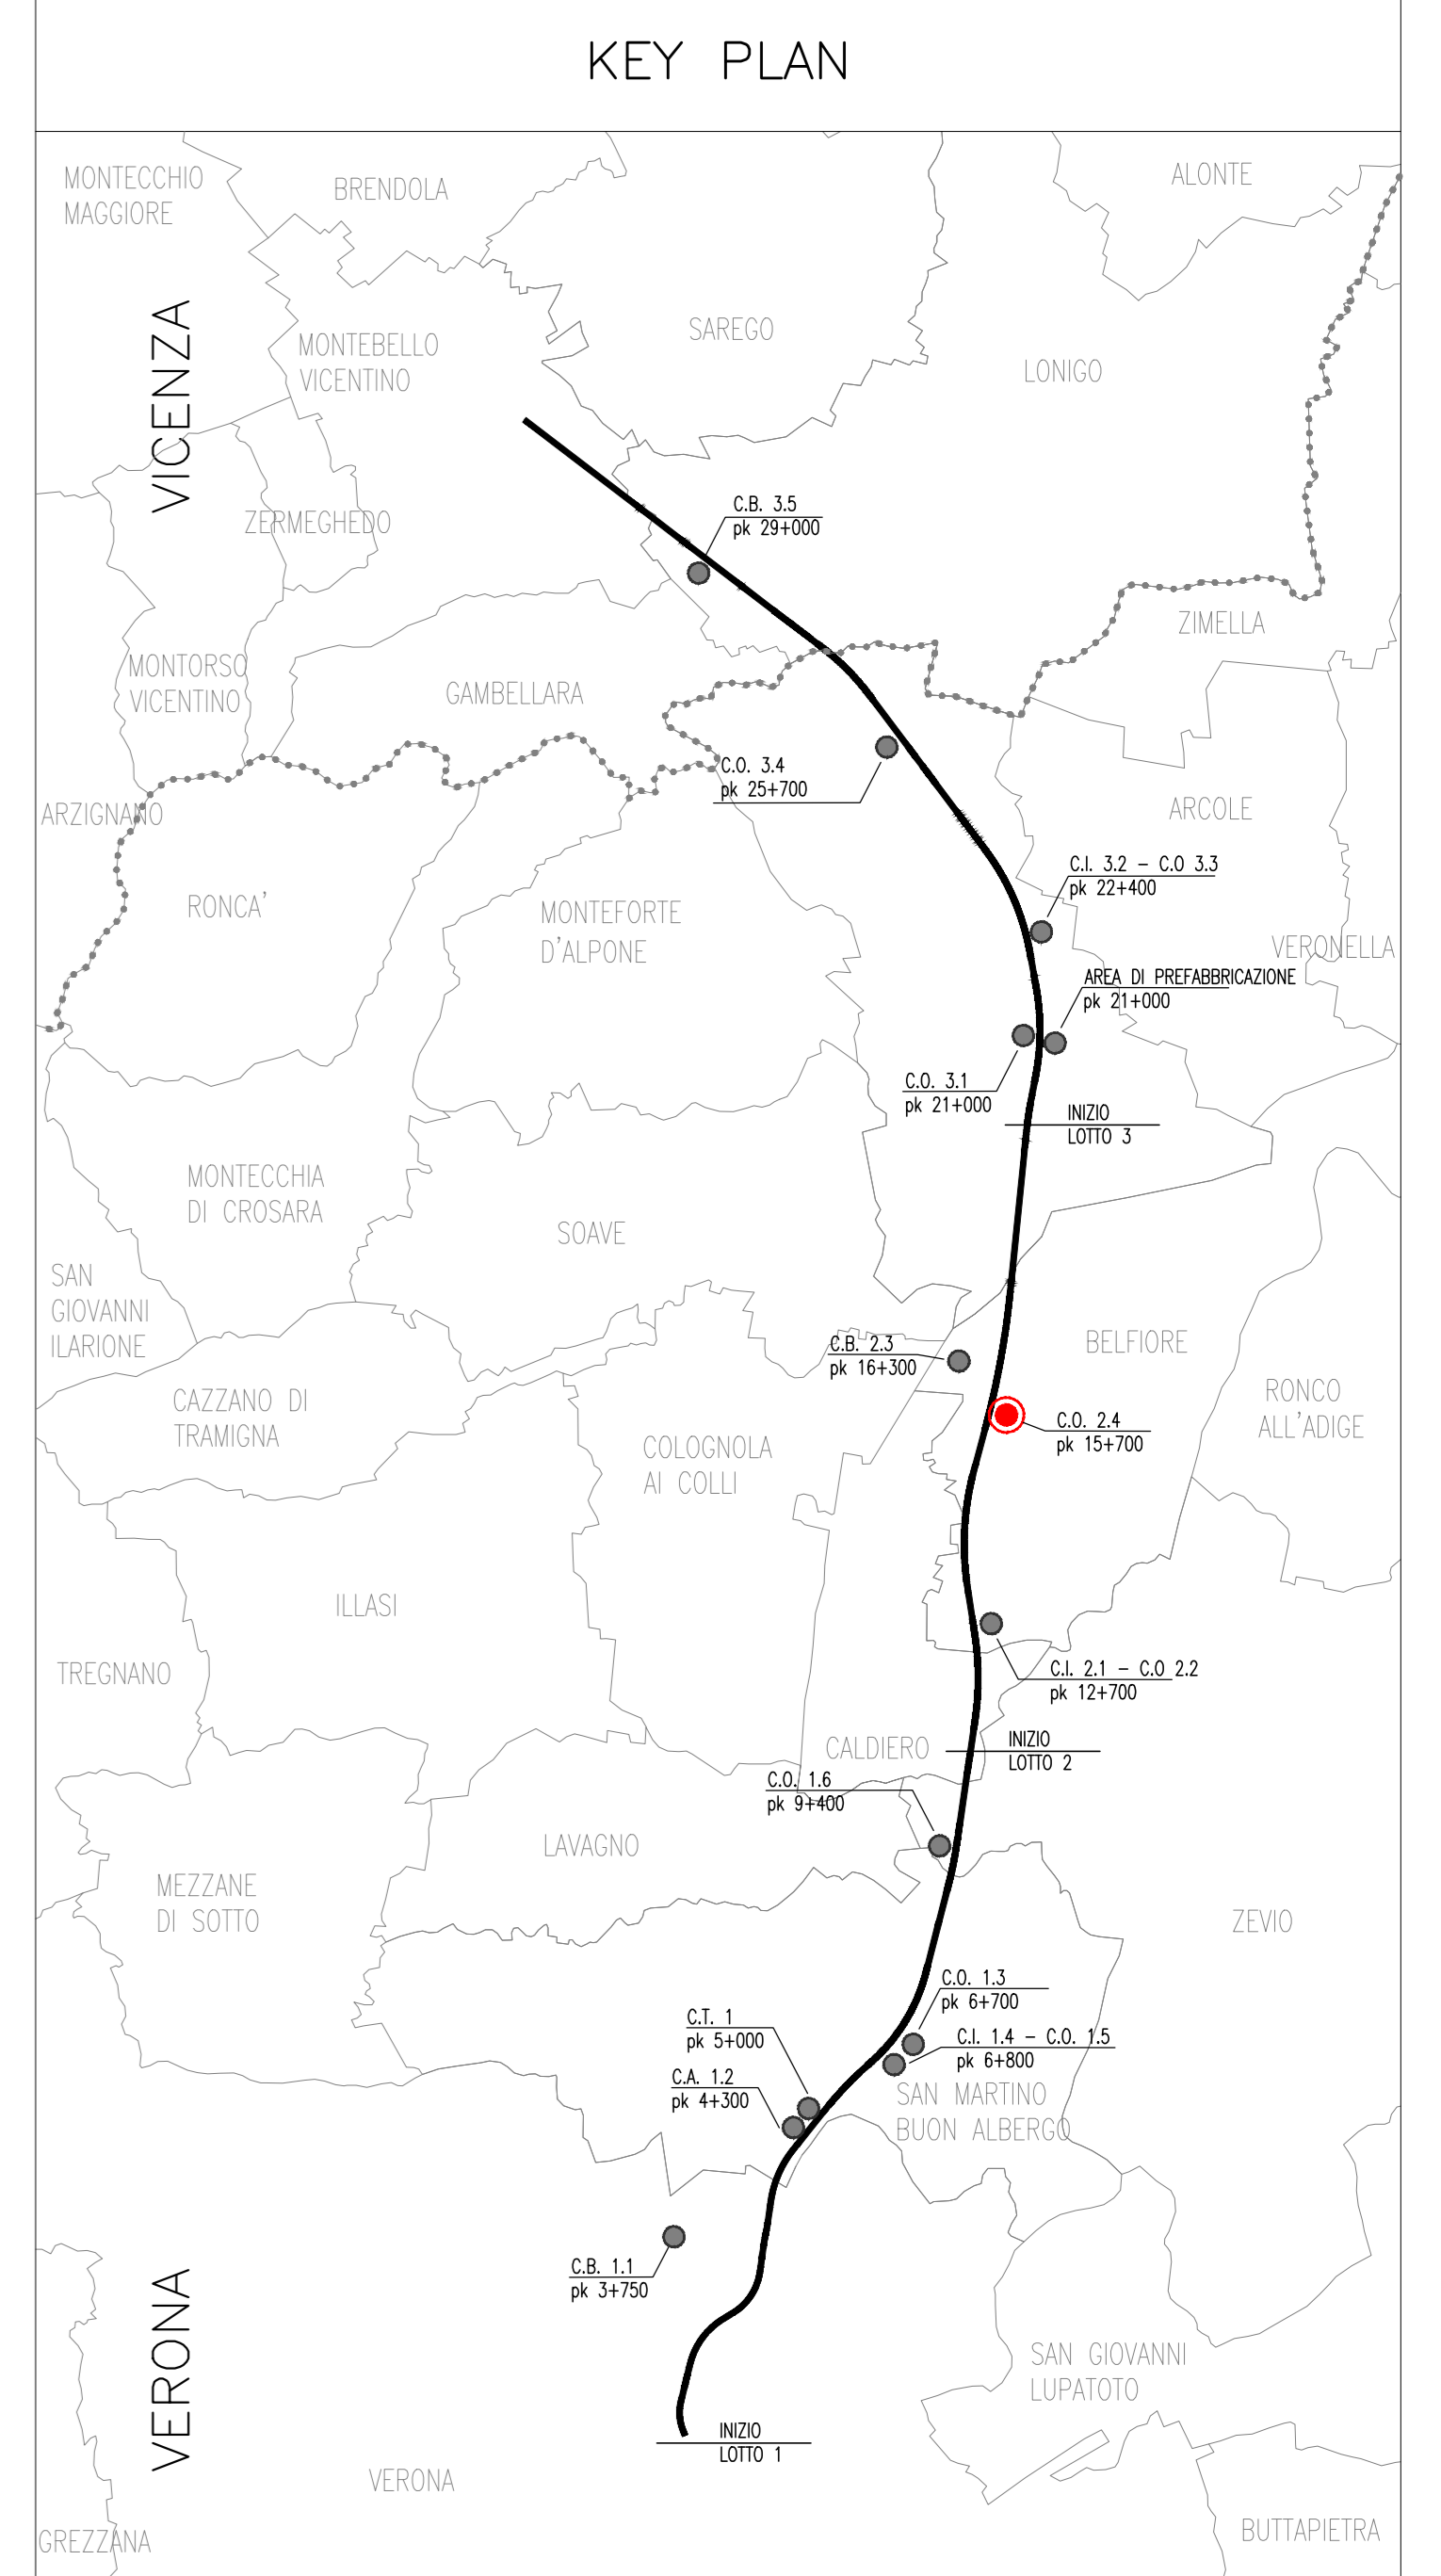 KEY PLAN
MONTECCHIO
MAGGIORE
BRENDOLA
ALONTE
VICENZA
MONTEBELLO
VICENTINO
SAREGO
LONIGO
ZERMEGHEDO
C.B. 3.5
pk 29+000
ZIMELLA
MONTORSO
VICENTINO
GAMBELLARA
C.O. 3.4
pk 25+700
ARZIGNANO
ARCOLE
RONCA'
MONTEFORTE
D'ALPONE
C.I. 3.2 - C.O 3.3
pk 22+400
VERONELLA
AREA DI PREFABBRICAZIONE
pk 21+000
C.O. 3.1
pk 21+000
INIZIO
LOTTO 3
MONTECCHIA
DI CROSARA
SOAVE
SAN
GIOVANNI
ILARIONE
C.B. 2.3
pk 16+300
BELFIORE
CAZZANO DI
TRAMIGNA
RONCO
ALL'ADIGE
C.O. 2.4
pk 15+700
COLOGNOLA
AI COLLI
ILLASI
TREGNANO
C.I. 2.1 - C.O 2.2
pk 12+700
CALDIERO
INIZIO
LOTTO 2
C.O. 1.6
pk 9+400
LAVAGNO
MEZZANE
DI SOTTO
ZEVIO
C.O. 1.3
pk 6+700
C.T. 1
pk 5+000
C.I. 1.4 - C.O. 1.5
pk 6+800
C.A. 1.2
pk 4+300
SAN MARTINO
BUON ALBERGO
C.B. 1.1
pk 3+750
VERONA
SAN GIOVANNI
LUPATOTO
INIZIO
LOTTO 1
VERONA
GREZZANA
BUTTAPIETRA